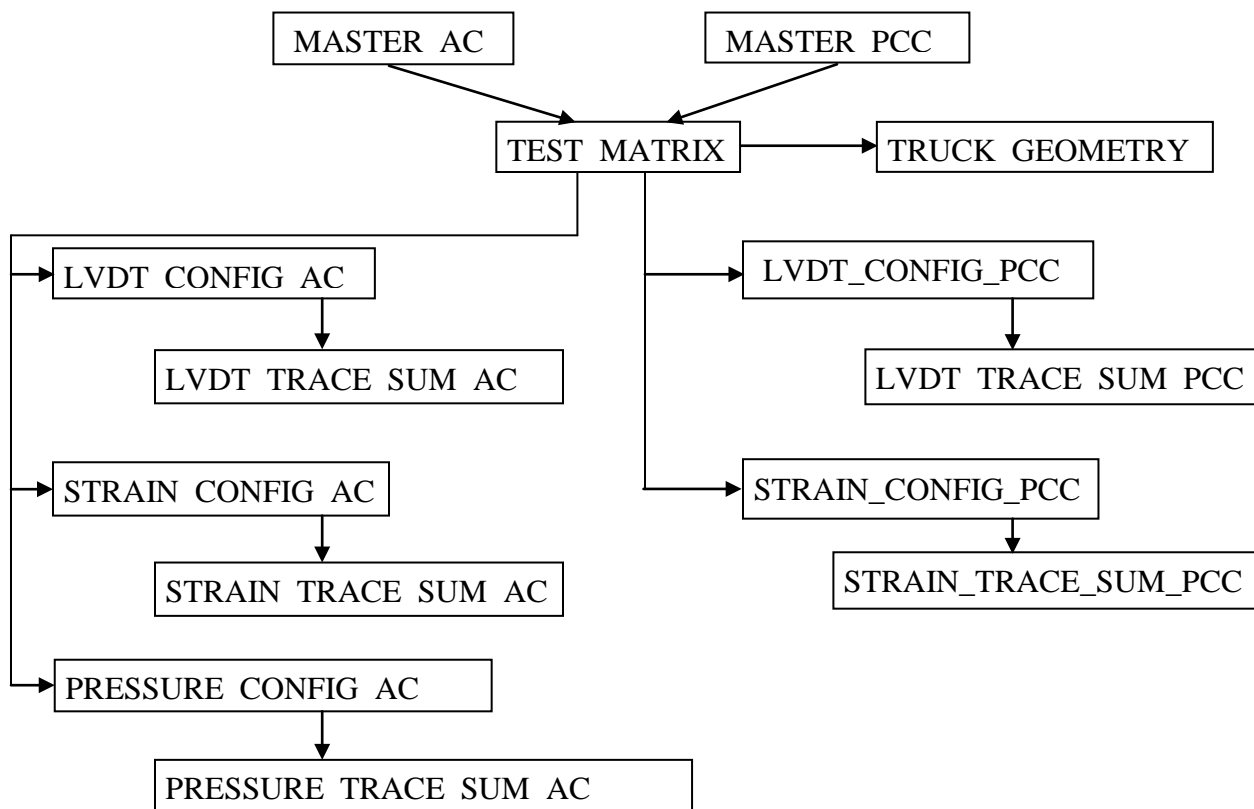 MASTER AC
MASTER PCC
TEST MATRIX
TRUCK GEOMETRY
LVDT CONFIG AC
LVDT_CONFIG_PCC
LVDT TRACE SUM AC
LVDT TRACE SUM PCC
STRAIN CONFIG AC
STRAIN_CONFIG_PCC
STRAIN TRACE SUM AC
STRAIN_TRACE_SUM_PCC
PRESSURE CONFIG AC
PRESSURE TRACE SUM AC